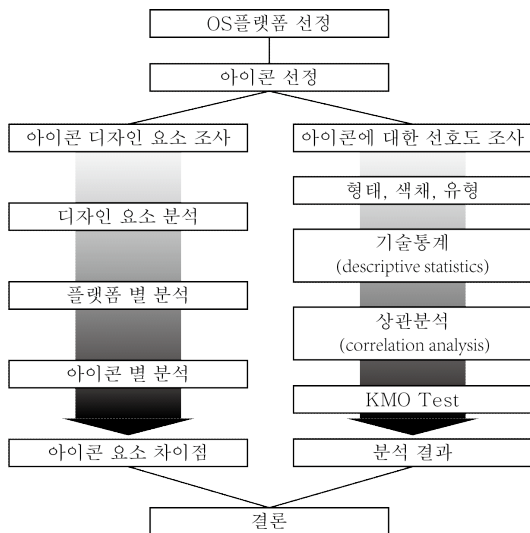 OS플랫폼 선정
아이콘 선정
아이콘 디자인 요소 조사
디자인 요소 분석
플랫폼 별 분석
아이콘 별 분석
아이콘 요소 차이점
아이콘에 대한 선호도 조사
형태, 색채, 유형
기술통계
(descriptive statistics)
상관분석
(correlation analysis)
KMO Test
분석 결과
결론